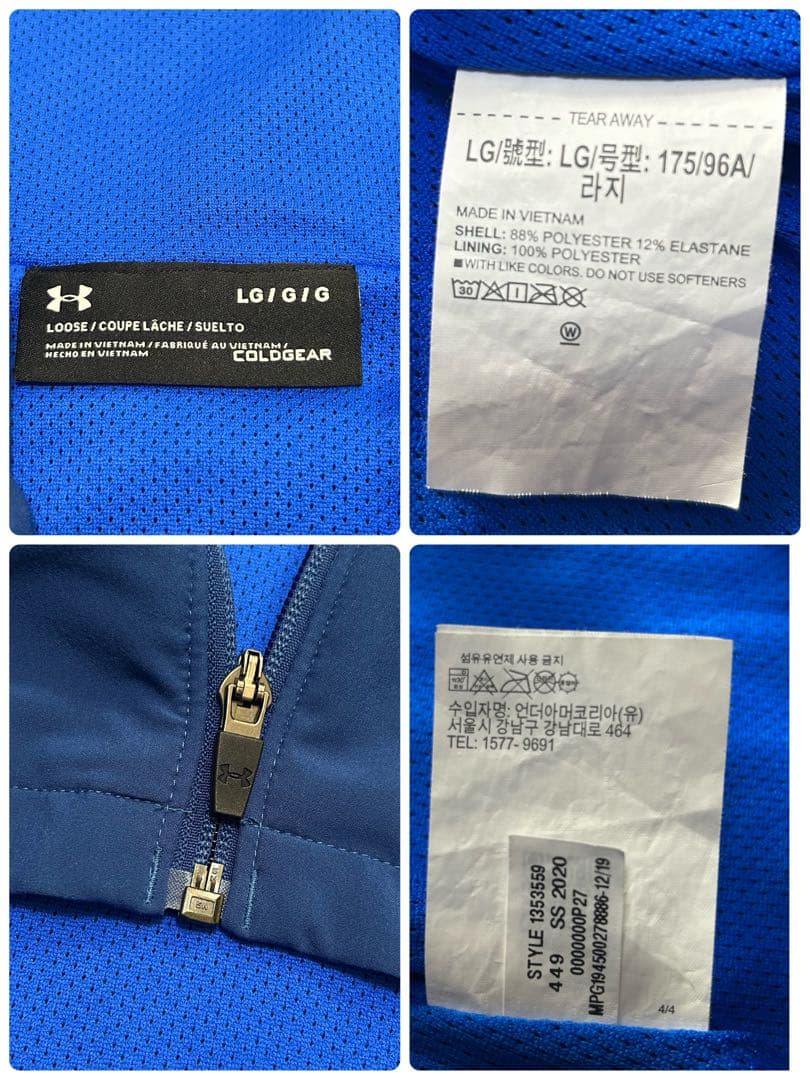 LG/G/G
LOOSE/COUPE LÂCHE/SUELTO
MADE IN VIETNAM/FABRIQUÉ AU VIETNAM/
HECHO EN VIETNAM
COLDGEAR
TEAR AWAY
LG/號型: LG/号型: 175/96A/
라지
MADE IN VIETNAM
SHELL: 88% POLYESTER 12% ELASTANE
LINING: 100% POLYESTER
■WITH LIKE COLORS. DO NOT USE SOFTENERS
30
W
섬유유연제 사용 금지
수입자명: 언더아머코리아(유)
서울시 강남구 강남대로 464
TEL: 1577- 9691
STYLE 1353559
449 SS 2020
0000000P27
MPG194500278886-12/19
4/4